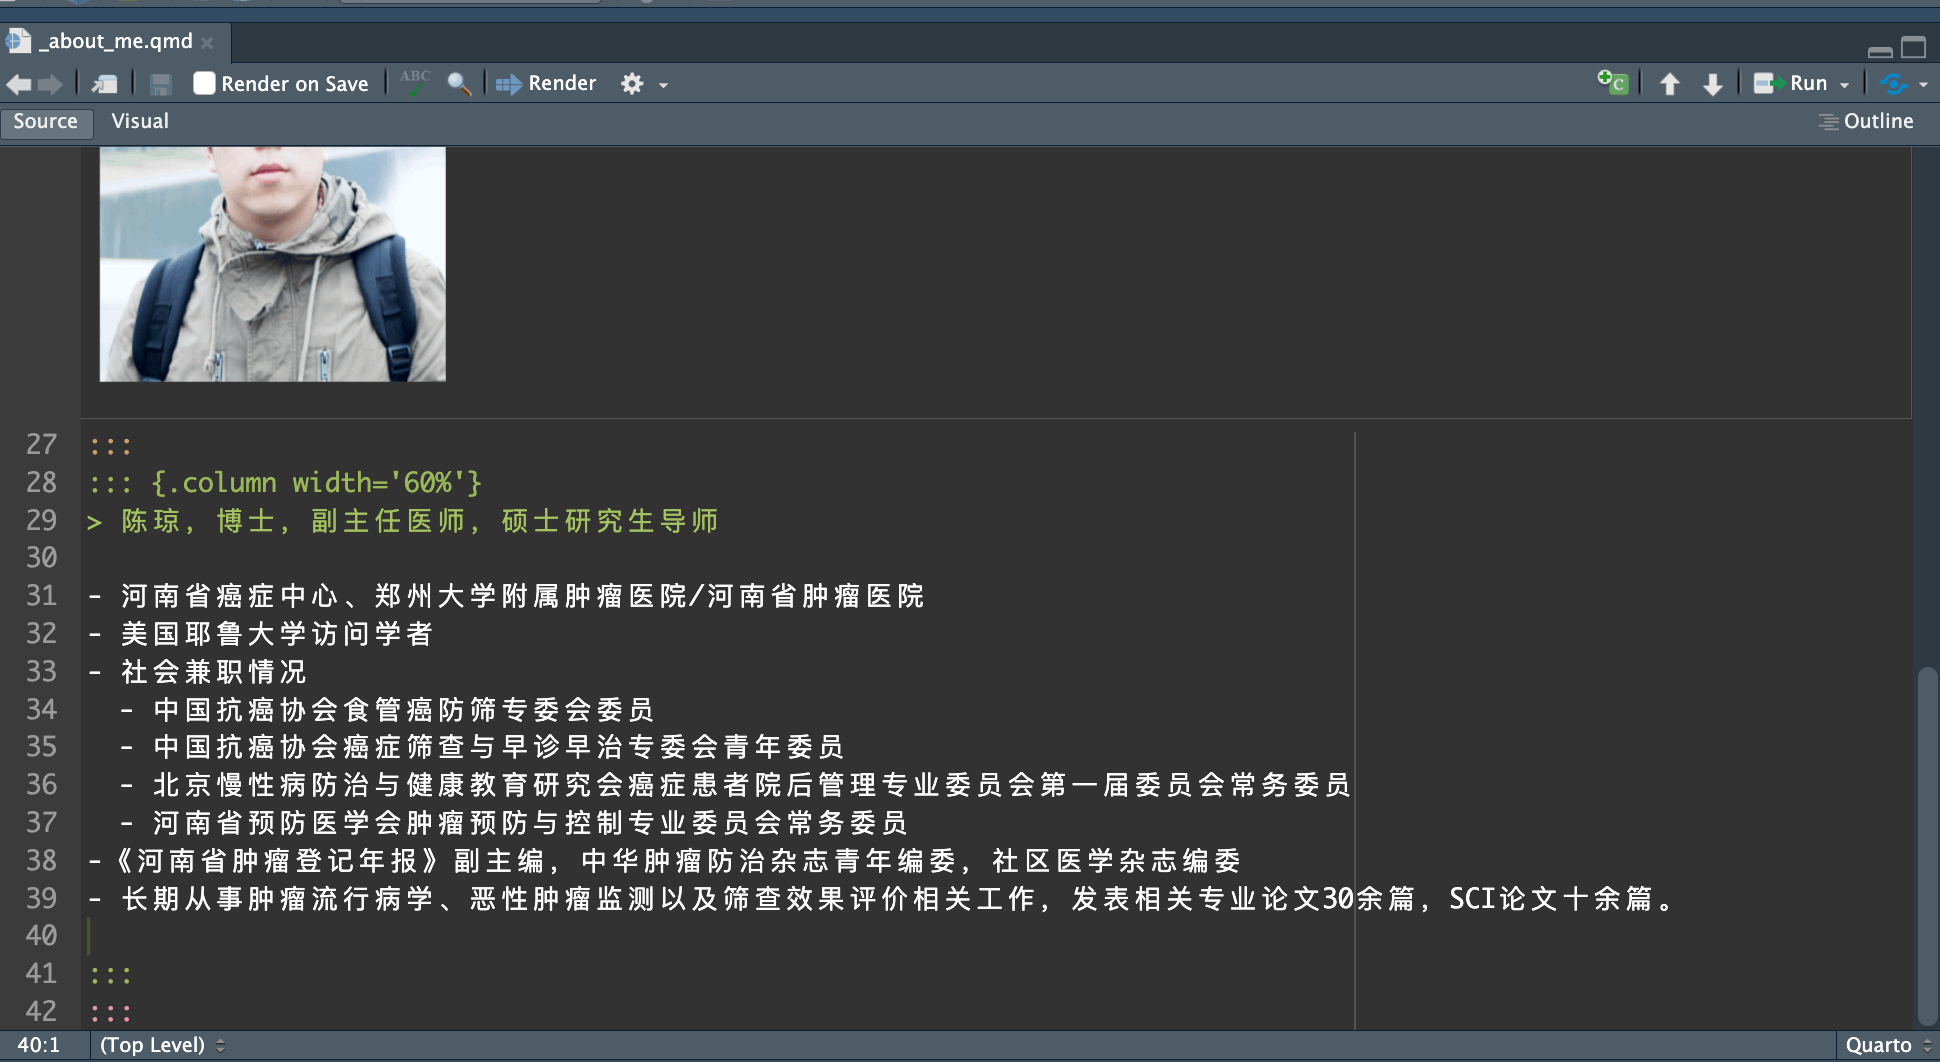 _about_me.qmd
Render on Save
ABC
Render
C
Run
Source
Visual
Outline
27 :::
28 ::: {.column width='60%'}
29 > 陈琼，博士，副主任医师，硕士研究生导师
30
31 - 河南省癌症中心、郑州大学附属肿瘤医院/河南省肿瘤医院
32 - 美国耶鲁大学访问学者
33 - 社会兼职情况
34   - 中国抗癌协会食管癌防筛专委会委员
35   - 中国抗癌协会癌症筛查与早诊早治专委会青年委员
36   - 北京慢性病防治与健康教育研究会癌症患者院后管理专业委员会第一届委员会常务委员
37   - 河南省预防医学会肿瘤预防与控制专业委员会常务委员
38 -《河南省肿瘤登记年报》副主编，中华肿瘤防治杂志青年编委，社区医学杂志编委
39 - 长期从事肿瘤流行病学、恶性肿瘤监测以及筛查效果评价相关工作，发表相关专业论文30余篇，SCI论文十余篇。
40
41 :::
42 :::
40:1
(Top Level)
Quarto